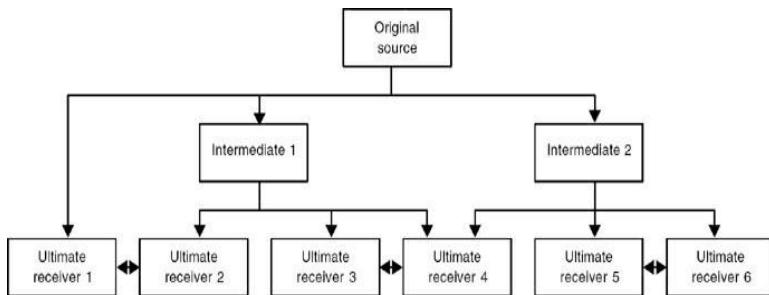 Original
source
Intermediate 1
Intermediate 2
Ultimate
receiver 1
Ultimate
receiver 2
Ultimate
receiver 3
Ultimate
receiver 4
Ultimate
receiver 5
Ultimate
receiver 6